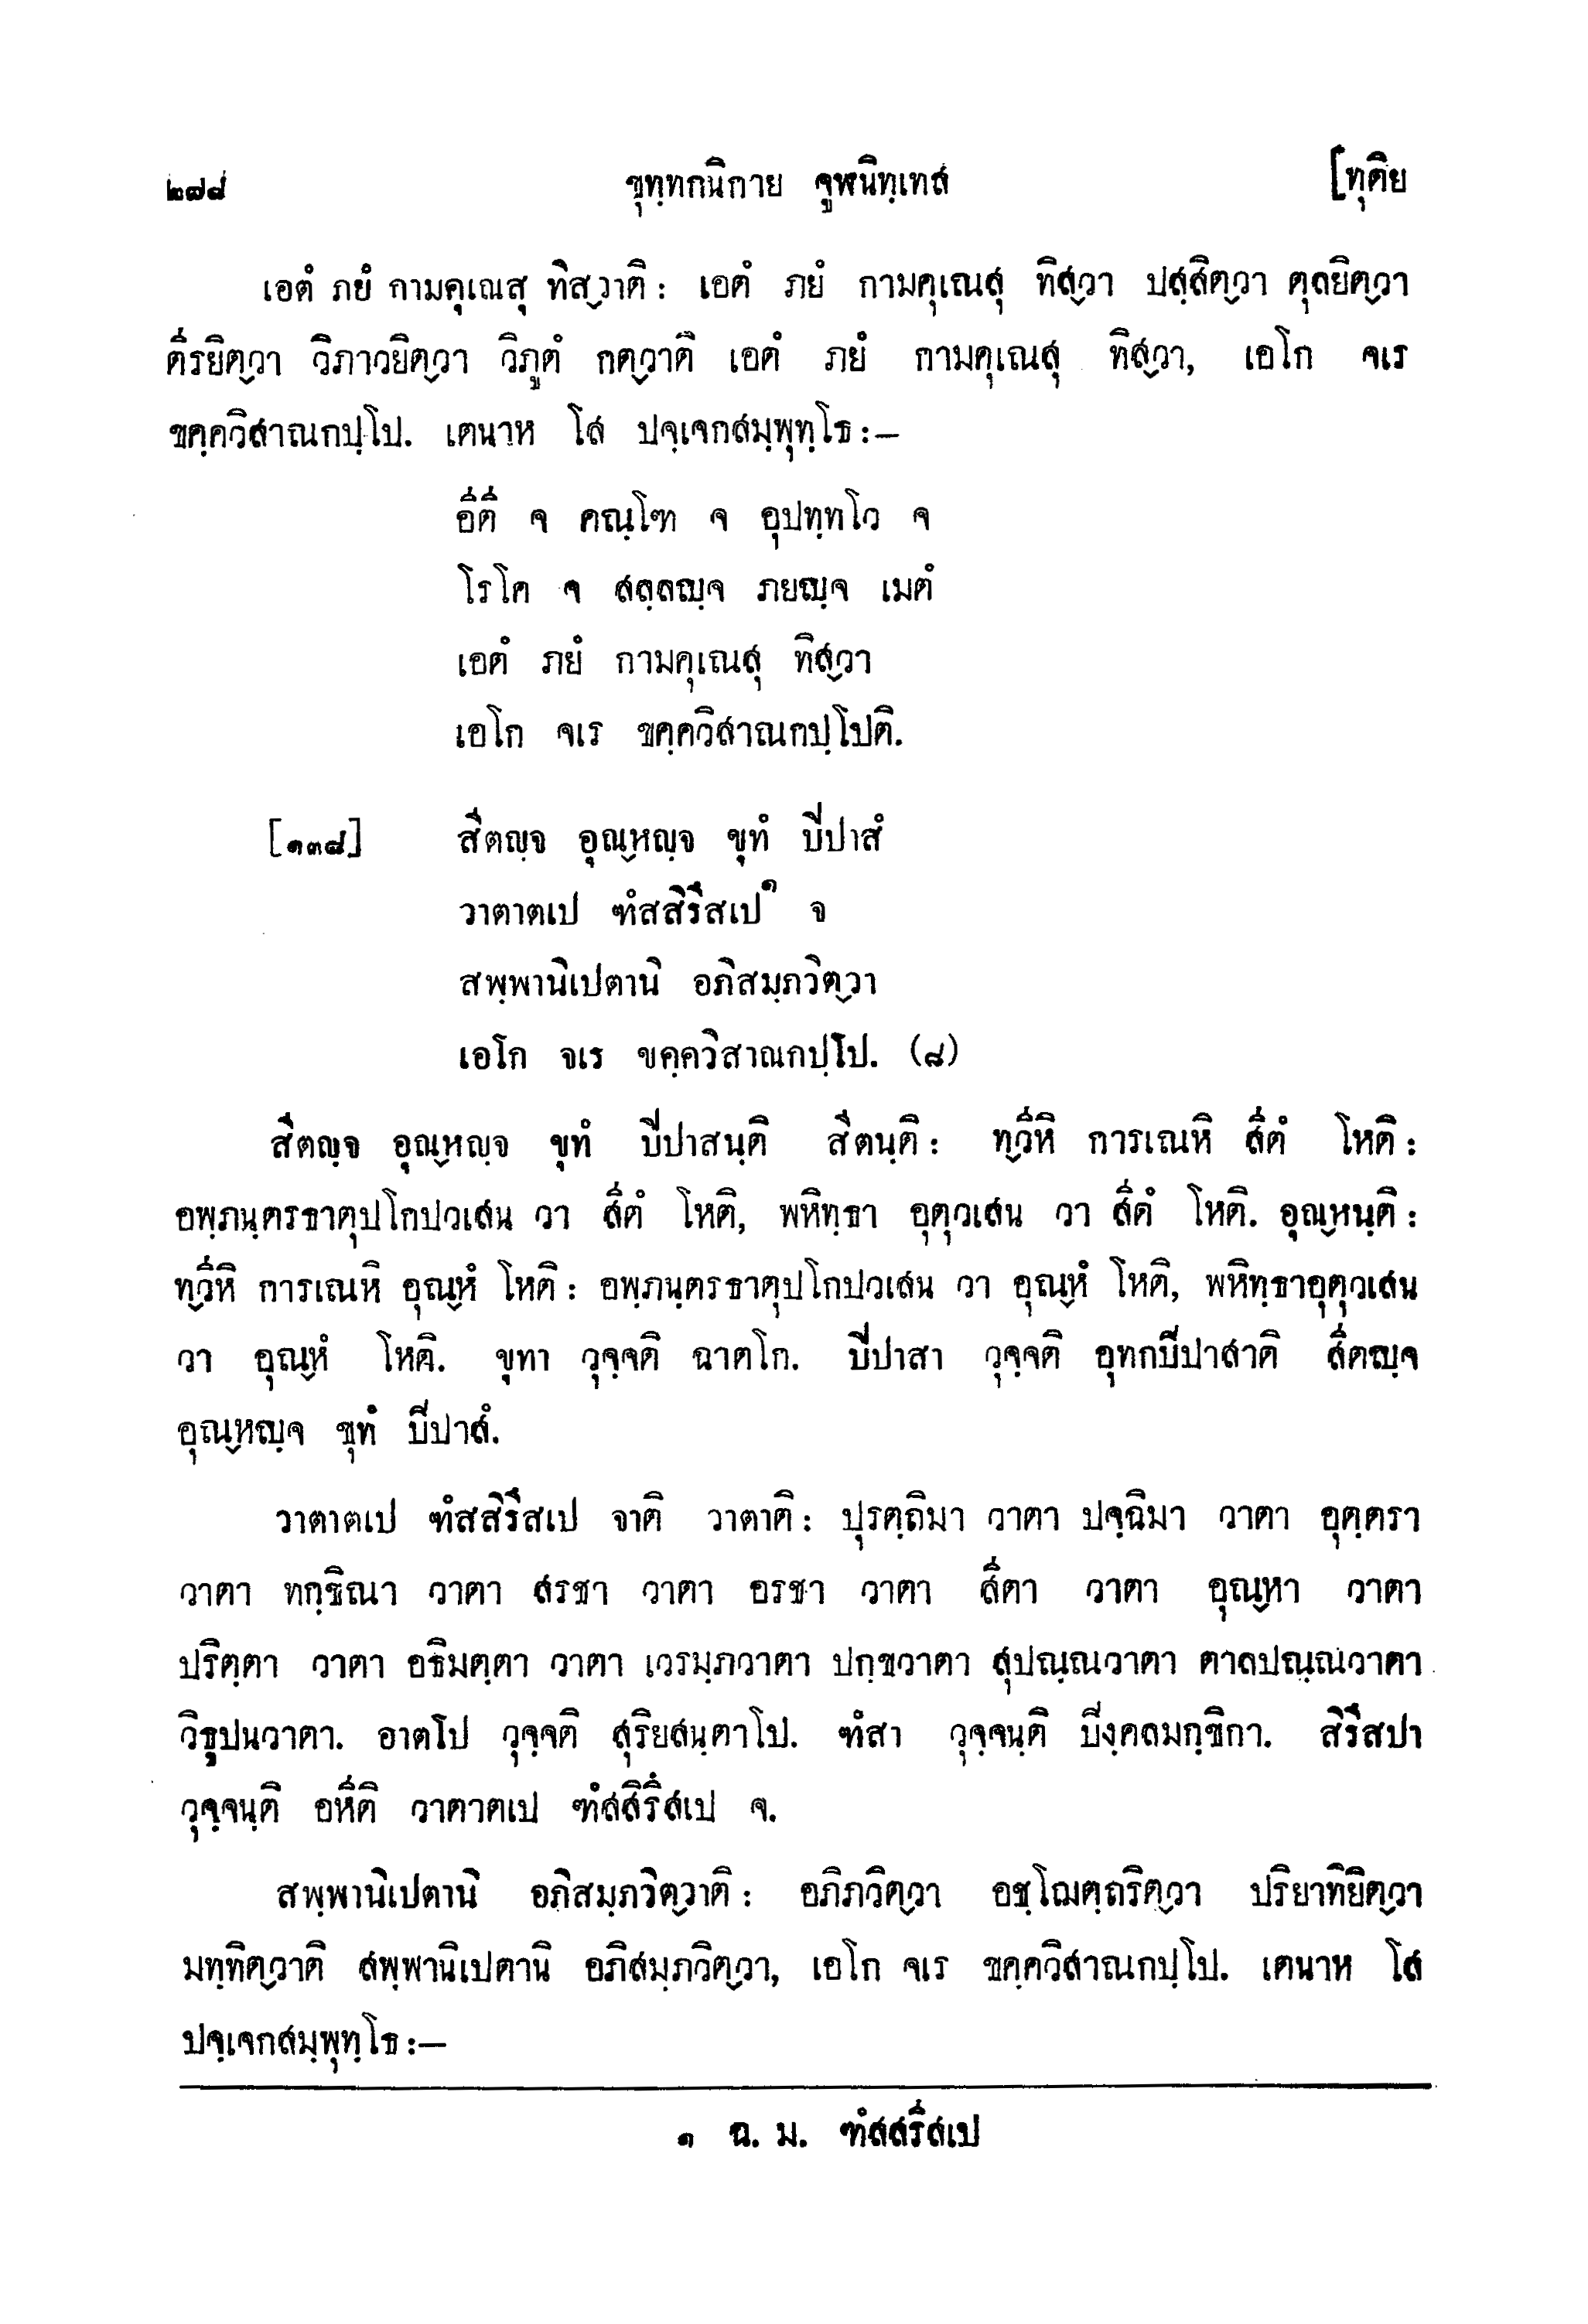 ๒๗๘ ขุทฺทกนิกาย จูฬนิทฺเทส [ทุติย
เอตํ ภยํ กามคุเณสุ ทิสฺวาติ: เอตํ ภยํ กามคุเณสุ ทิสฺวา ปสฺสิตฺวา ตุลยิตฺวา
ตีรยิตฺวา วิภาวยิตฺวา วิภูตํ กตฺวาติ เอตํ ภยํ กามคุเณสุ ทิสฺวา, เอโก จเร
ขคฺควิสาณกปฺโป. เตนาห โส ปจฺเจกสมฺพุทฺโธ:—
อีตี จ คณฺโฑ จ อุปทฺทโว จ
โรโค จ สลฺลญฺจ ภยญฺจ เมตํ
เอตํ ภยํ กามคุเณสุ ทิสฺวา
เอโก จเร ขคฺควิสาณกปฺโปติ.
[๑๓๘] สีตญฺจ อุณฺหญฺจ ขุทํ ปีปาสํ
วาตาตเป ฑํสสิรึสเป๑ จ
สพฺพานิเปตานิ อภิสมฺภวิตฺวา
เอโก จเร ขคฺควิสาณกปฺโป. (๘)
สีตญฺจ อุณฺหญฺจ ขุทํ ปีปาสนฺติ สีตนฺติ: ทฺวีหิ การเณหิ สีตํ โหติ:
อพฺภนฺตรธาตุปโกปวเสน วา สีตํ โหติ, พหิทฺธา อุตุวเสน วา สีตํ โหติ. อุณฺหนฺติ:
ทฺวีหิ การเณหิ อุณฺหํ โหติ: อพฺภนฺตรธาตุปโกปวเสน วา อุณฺหํ โหติ, พหิทฺธาอุตุวเสน
วา อุณฺหํ โหติ. ขุทา วุจฺจติ ฉาตโก. ปีปาสา วุจฺจติ อุทกปีปาสาติ สีตญฺจ
อุณฺหญฺจ ขุทํ ปีปาสํ.
วาตาตเป ฑํสสิรึสเป จาติ วาตาติ: ปุรตฺถิมา วาตา ปจฺฉิมา วาตา อุตฺตรา
วาตา ทกฺขิณา วาตา สรชา วาตา อรชา วาตา สีตา วาตา อุณฺหา วาตา
ปริตฺตา วาตา อธิมตฺตา วาตา เวรมฺภวาตา ปกฺขวาตา สุปณฺณวาตา ตาลปณฺณวาตา
วิธูปนวาตา. อาตโป วุจฺจติ สุริยสนฺตาโป. ฑํสา วุจฺจนฺติ ปีงฺคลมกฺขิกา. สิรึสปา
วุจฺจนฺติ อหีติ วาตาตเป ฑํสสิรึสเป จ.
สพฺพานิเปตานิ อภิสมฺภวิตฺวาติ: อภิภวิตฺวา อชฺโฌตฺถริตฺวา ปริยาทิยิตฺวา
มทฺทิตฺวาติ สพฺพานิเปตานิ อภิสมฺภวิตฺวา, เอโก จเร ขคฺควิสาณกปฺโป. เตนาห โส
ปจฺเจกสมฺพุทฺโธ:—
๑ ฉ. ม. ฑํสสรีสเป